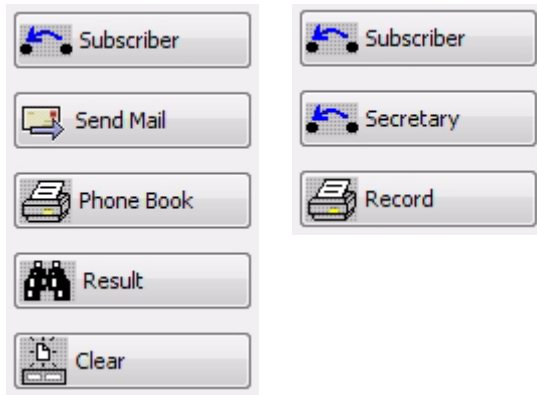 Subscriber
Send Mail
Phone Book
Result
Clear
Subscriber
Secretary
Record